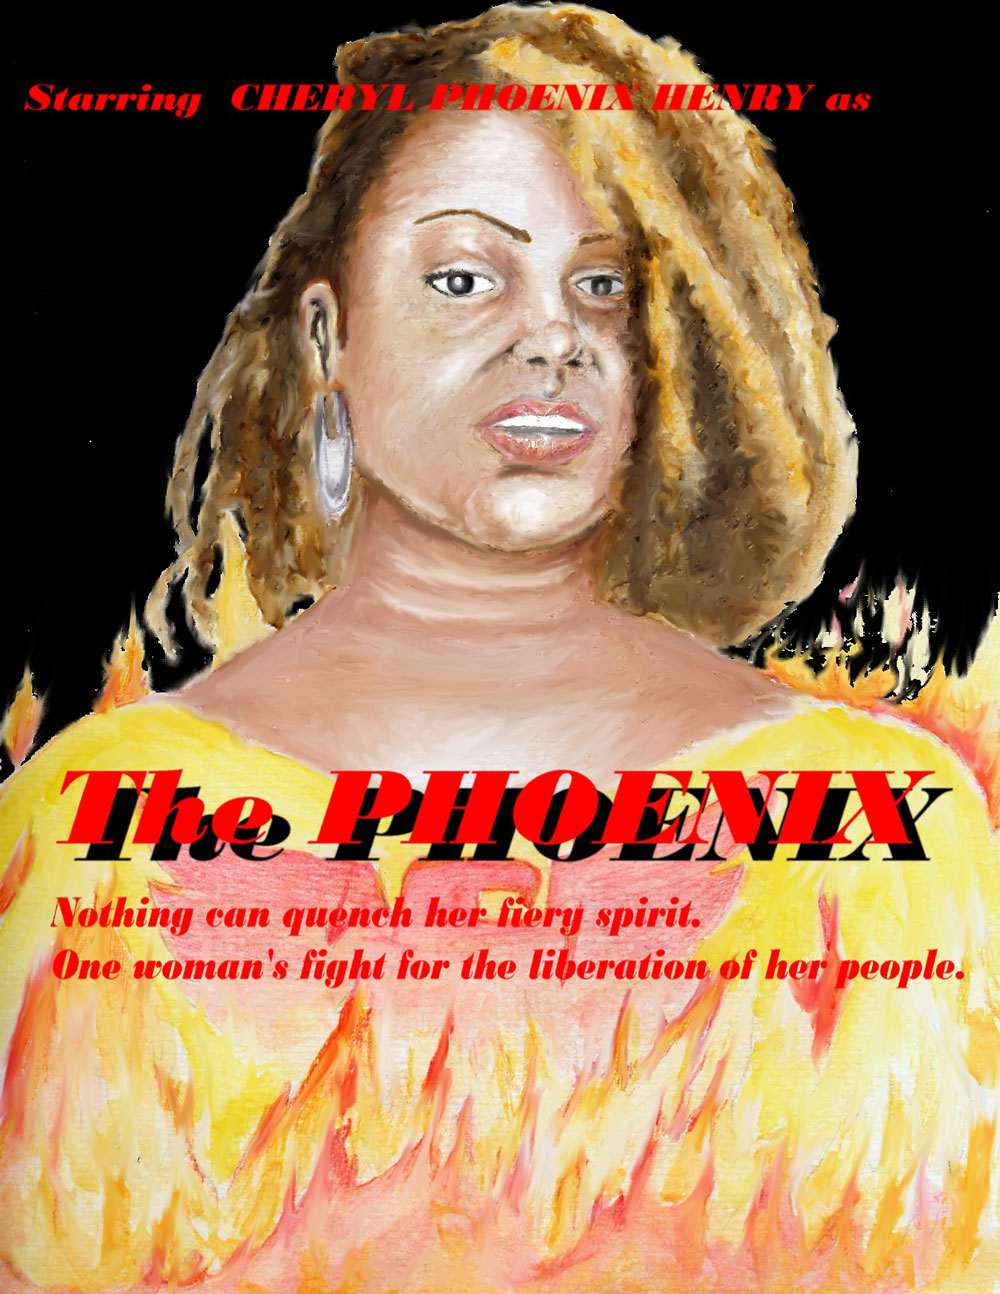 Starring CHERYL PHOENIX HENRY as
The PHOENIX
Nothing can quench her fiery spirit.
One woman's fight for the liberation of her people.